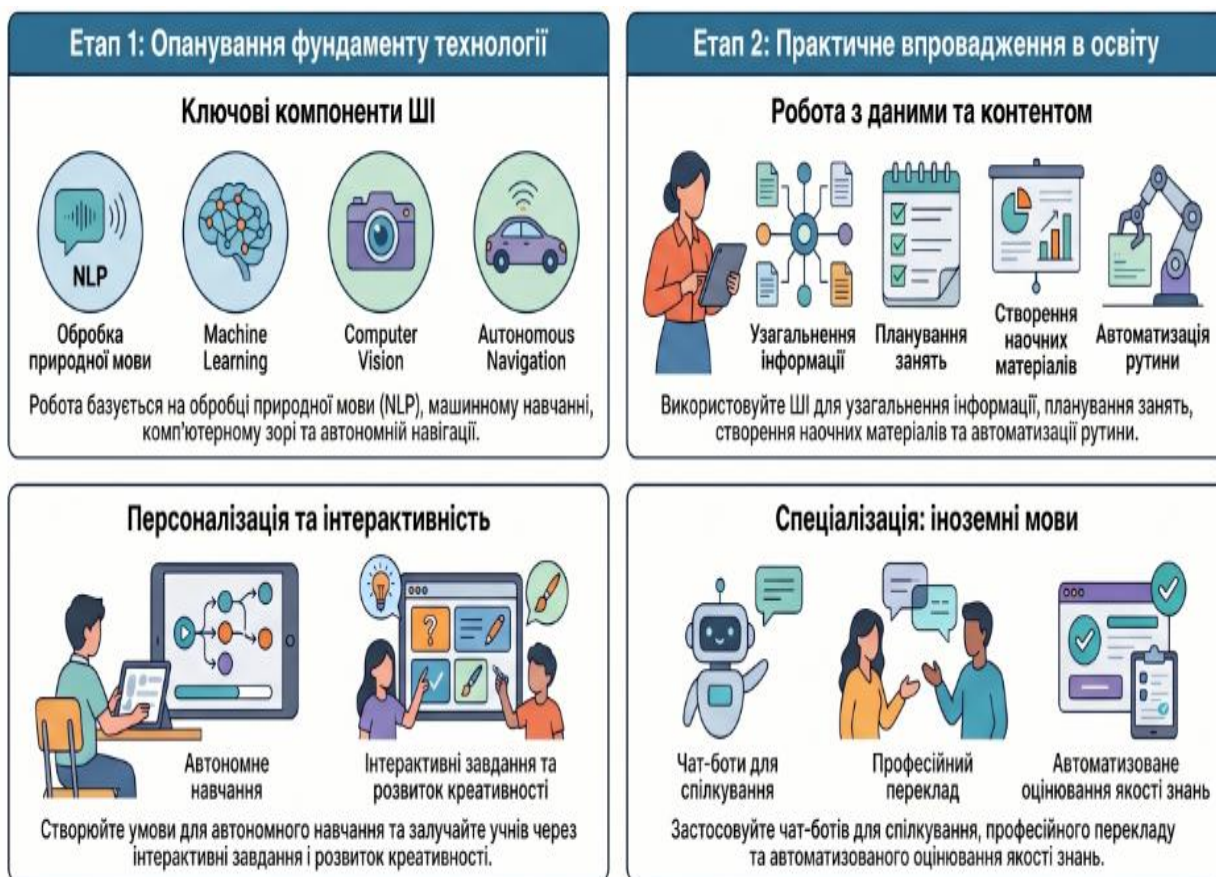 Етап 1: Опанування фундаменту технології
Ключові компоненти ШІ
NLP
Обробка
природної мови
Machine
Learning
Computer
Vision
Autonomous
Navigation
Робота базується на обробці природної мови (NLP), машинному навчанні,
комп'ютерному зорі та автономній навігації.
Етап 2: Практичне впровадження в освіту
Робота з даними та контентом
Узагальнення
інформації
Планування
занять
Створення
наочних
матеріалів
Автоматизація
рутини
Використовуйте ШІ для узагальнення інформації, планування занять,
створення наочних матеріалів та автоматизації рутини.
Персоналізація та інтерактивність
?
Автономне
навчання
Інтерактивні завдання та
розвиток креативності
Створюйте умови для автономного навчання та залучайте учнів через
інтерактивні завдання і розвиток креативності.
Спеціалізація: іноземні мови
Чат-боти для
спілкування
Професійний
переклад
Автоматизоване
оцінювання якості знань
Застосовуйте чат-ботів для спілкування, професійного перекладу
та автоматизованого оцінювання якості знань.